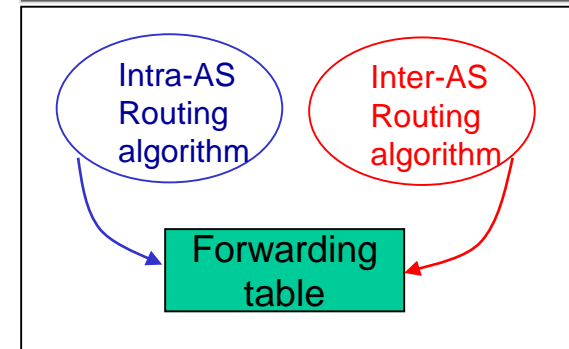 Intra-AS
Routing
algorithm
Inter-AS
Routing
algorithm
Forwarding
table